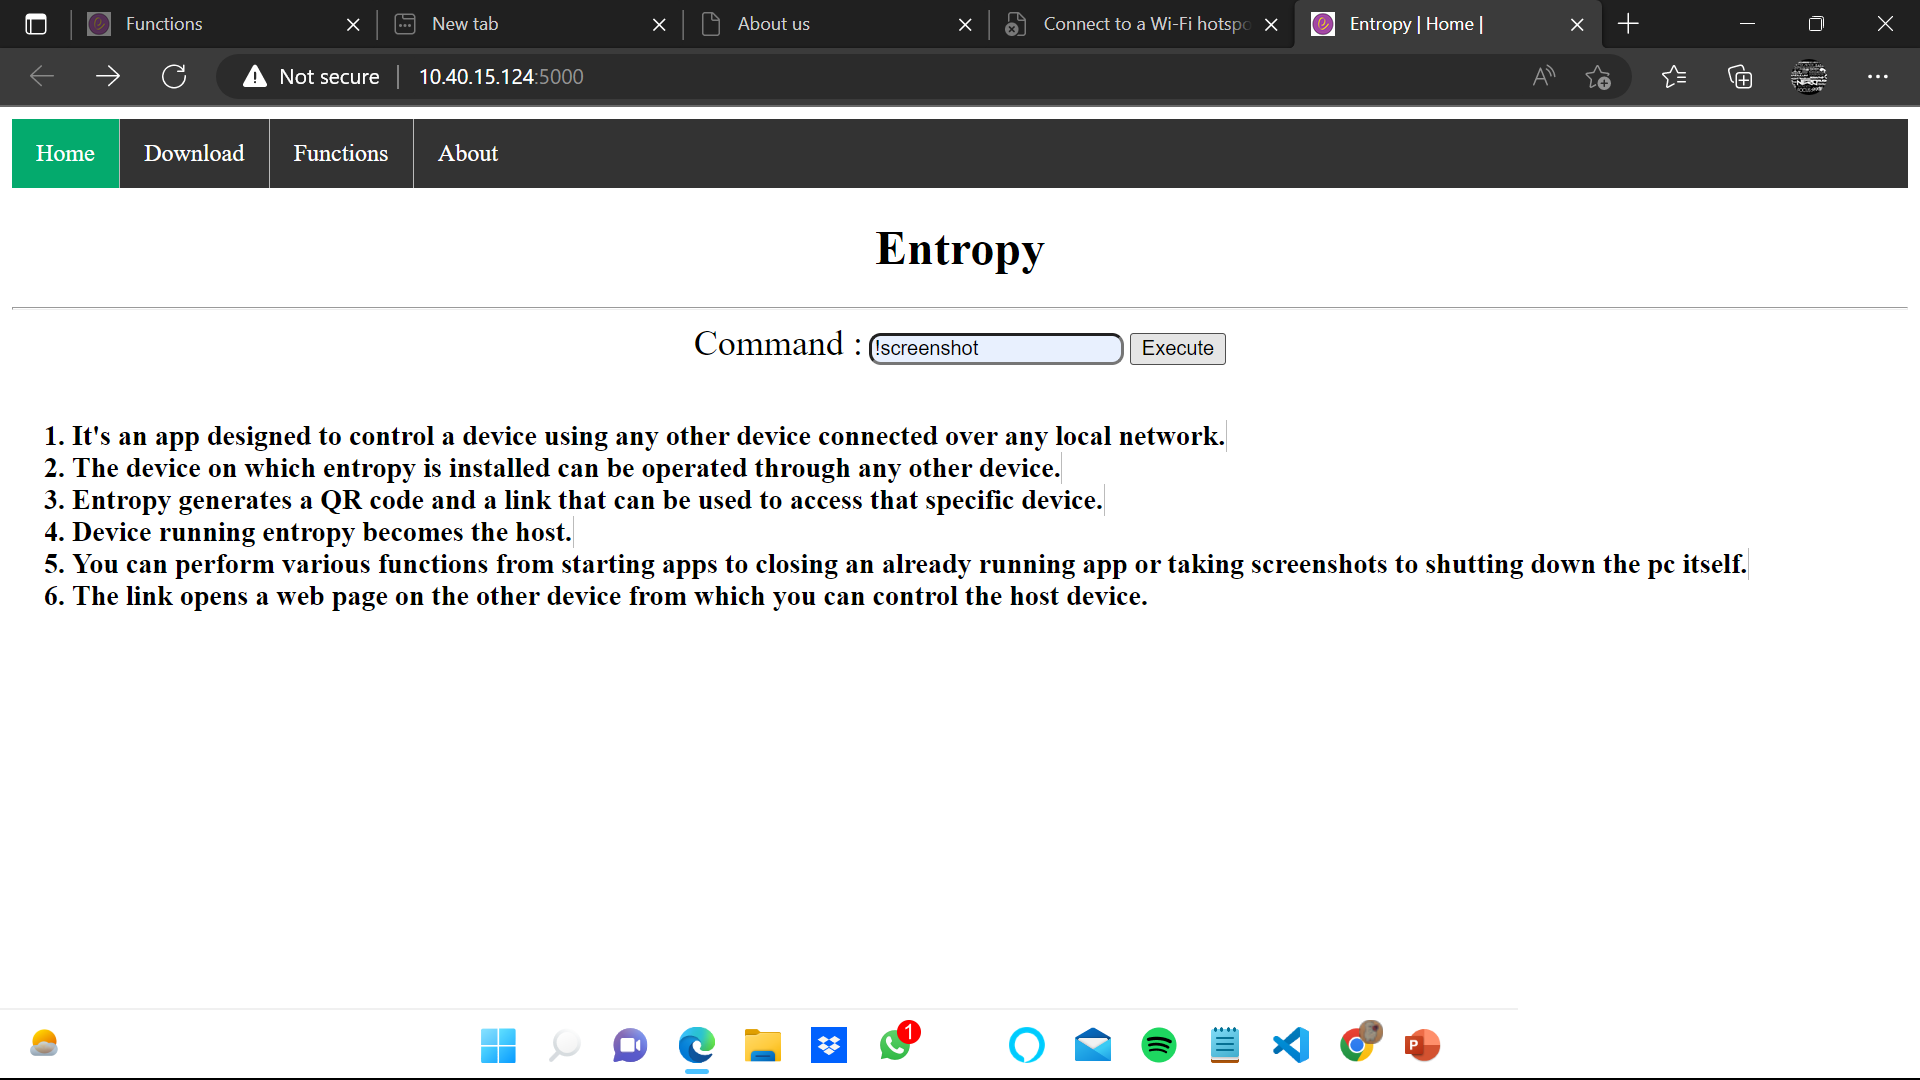 Functions
New tab
About us
Connect to a Wi-Fi hotspo
Entropy | Home |
Not secure
10.40.15.124:5000
Home
Download
Functions
About
Entropy
Command :
!screenshot
Execute
1. It's an app designed to control a device using any other device connected over any local network.
2. The device on which entropy is installed can be operated through any other device.
3. Entropy generates a QR code and a link that can be used to access that specific device.
4. Device running entropy becomes the host.
5. You can perform various functions from starting apps to closing an already running app or taking screenshots to shutting down the pc itself.
6. The link opens a web page on the other device from which you can control the host device.
1